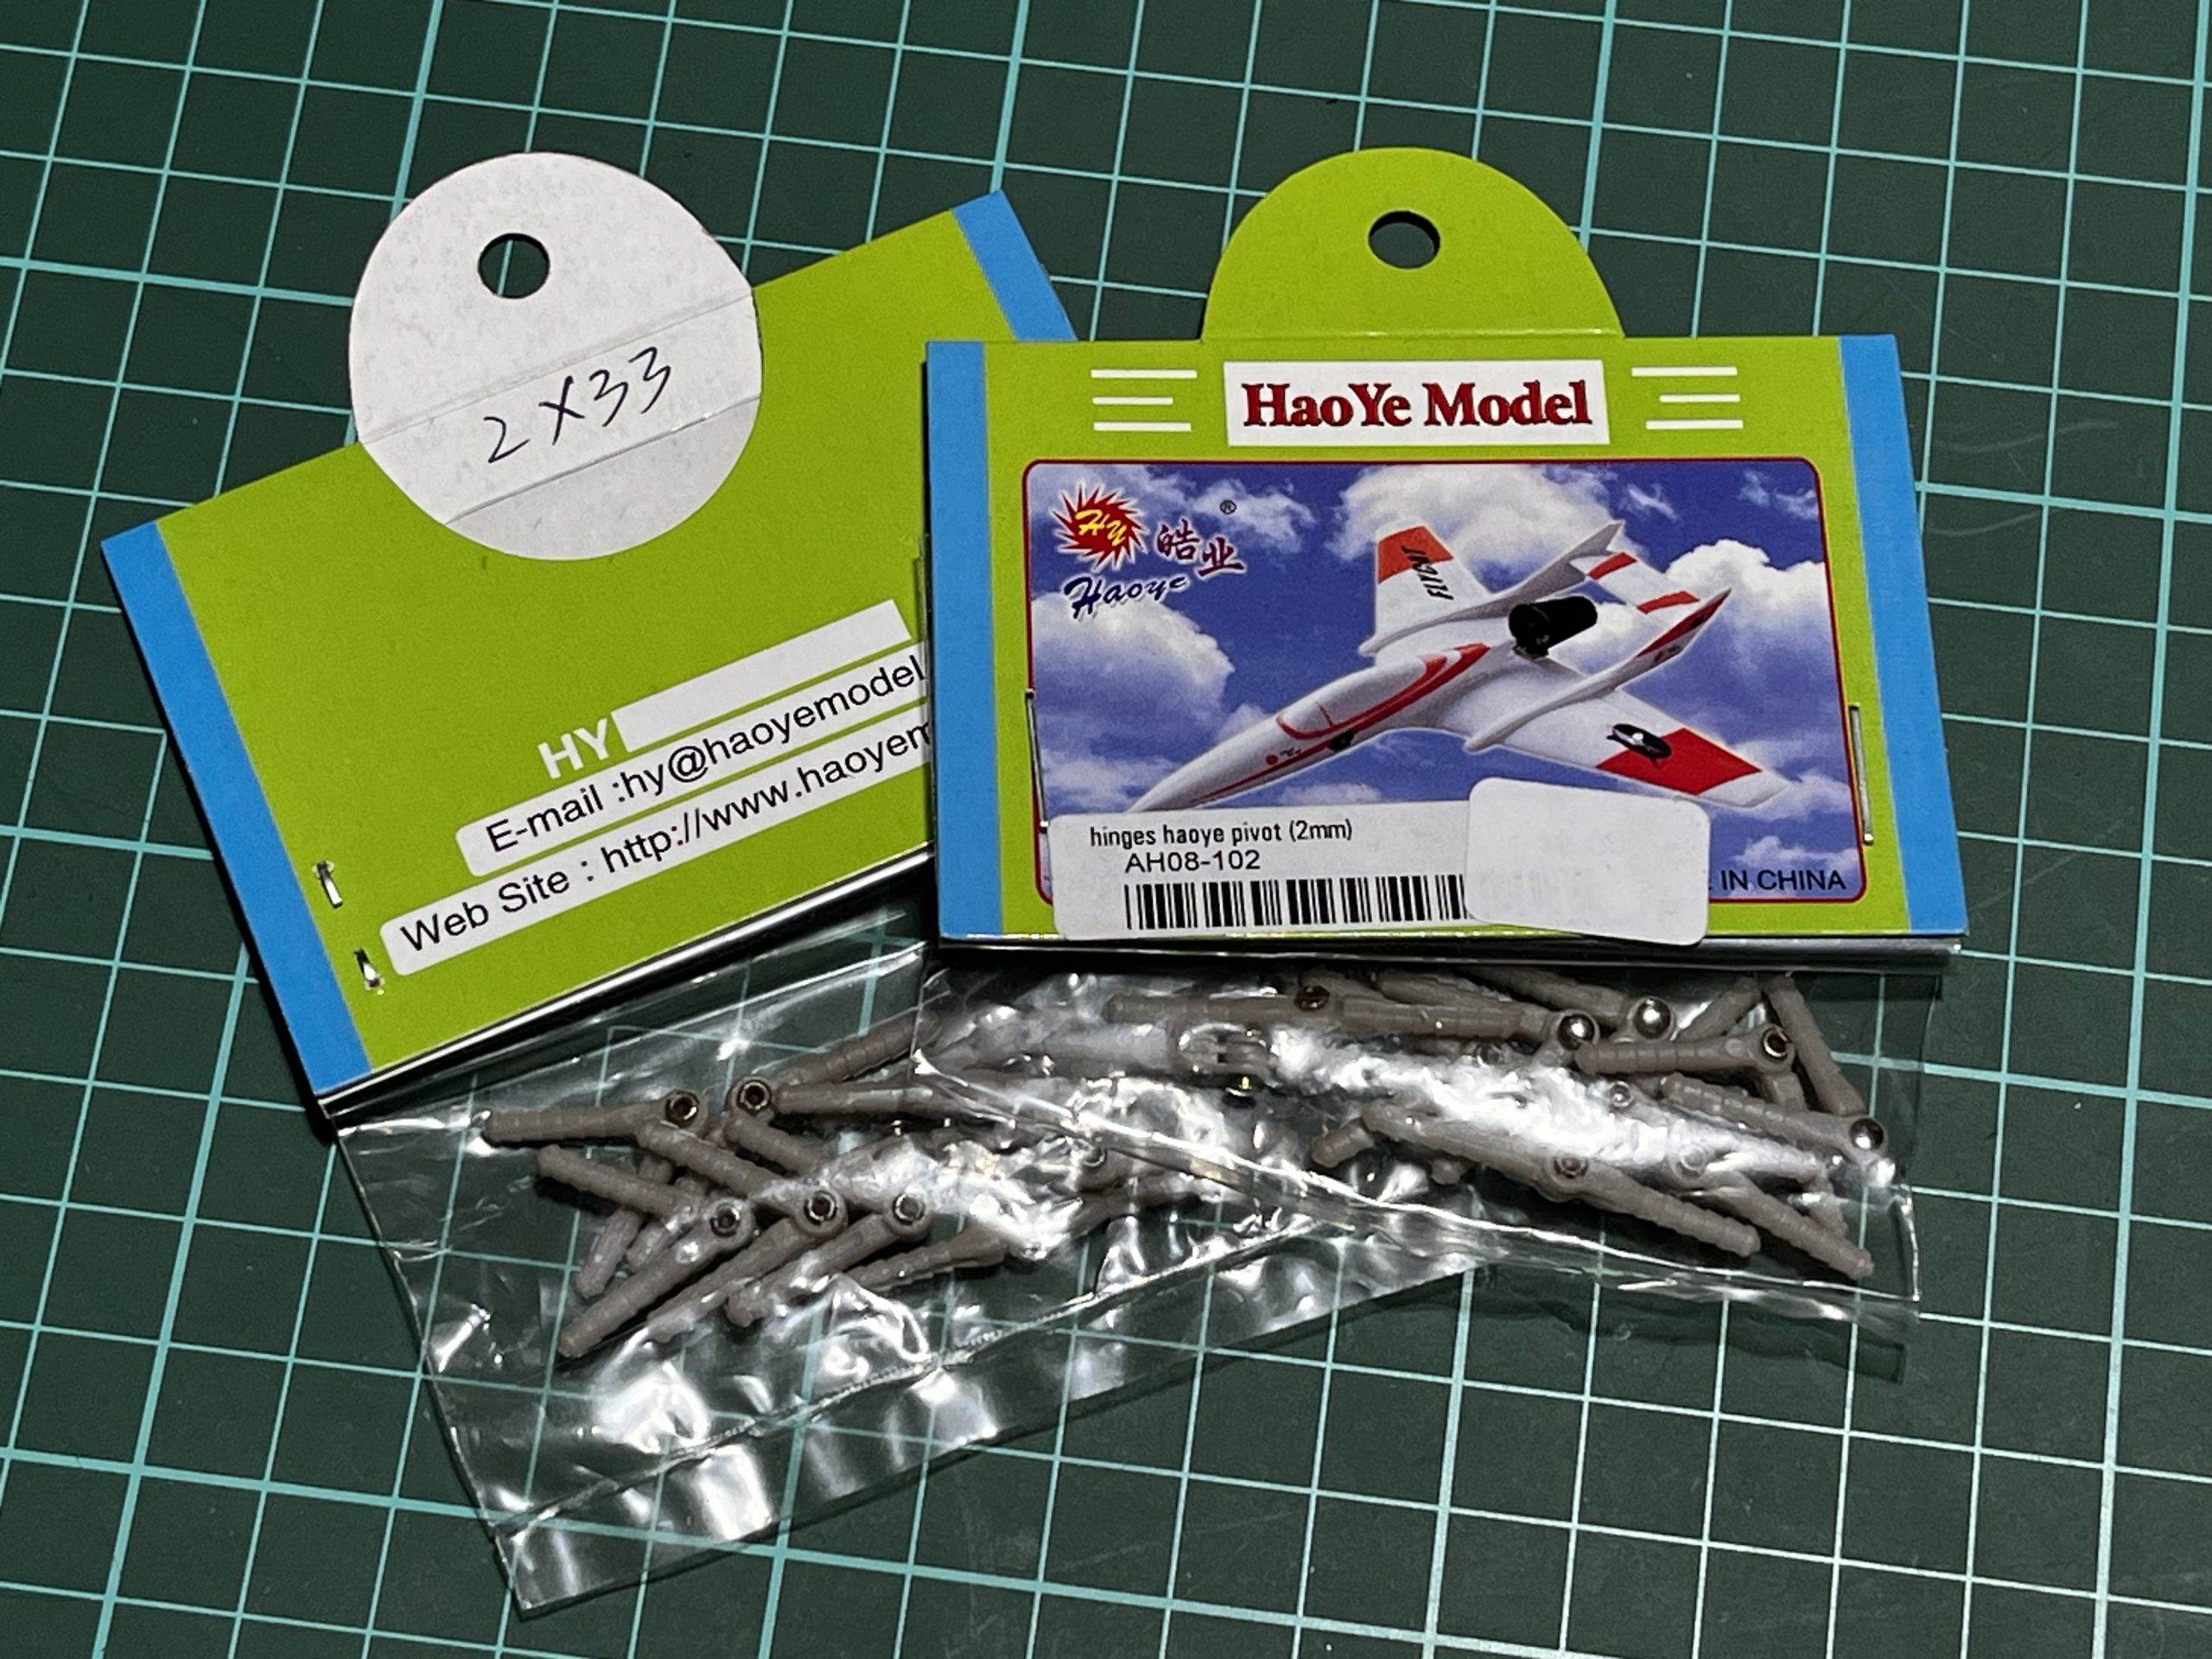 2X33
HY
E-mail :hy@haoyemodel
Web Site : http://www.haoyem
HaoYe Model
HY 皓业 ®
Haoye
FLIGHT
hinges haoye pivot (2mm)
AH08-102
IN CHINA